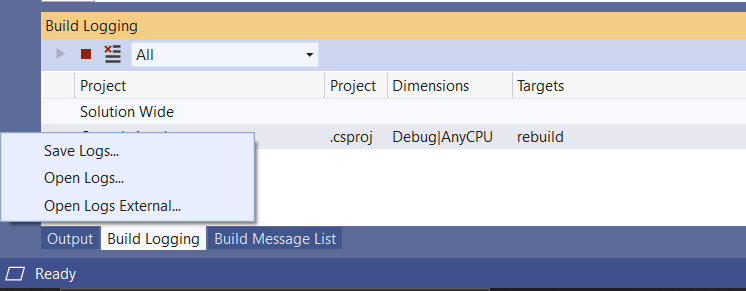 Build Logging
All
Project Project Dimensions Targets
Solution Wide
.csproj Debug|AnyCPU rebuild
Save Logs...
Open Logs...
Open Logs External...
Output Build Logging Build Message List
Ready